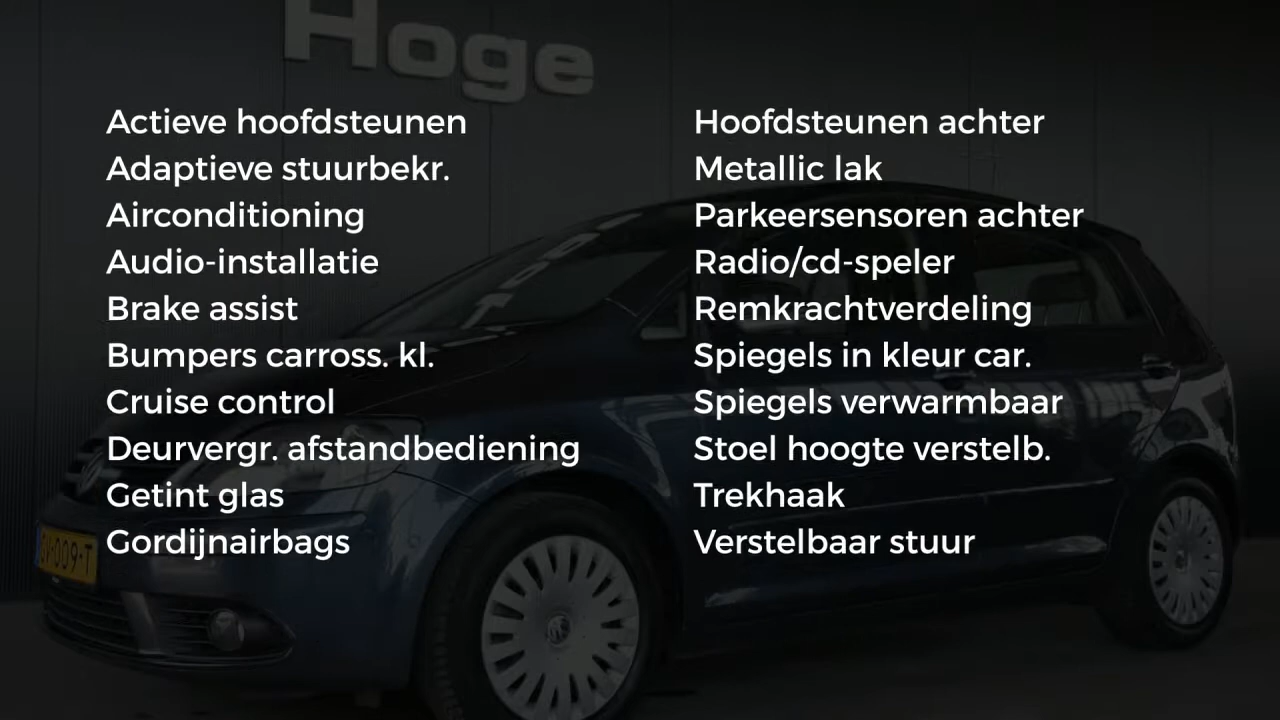 Hoge
Actieve hoofdsteunen
Adaptieve stuurbekr.
Airconditioning
Audio-installatie
Brake assist
Bumpers carross. kl.
Cruise control
Deurvergr. afstandbediening
Getint glas
Gordijnairbags
Hoofdsteunen achter
Metallic lak
Parkeersensoren achter
Radio/cd-speler
Remkrachtverdeling
Spiegels in kleur car.
Spiegels verwarmbaar
Stoel hoogte verstelb.
Trekhaak
Verstelbaar stuur